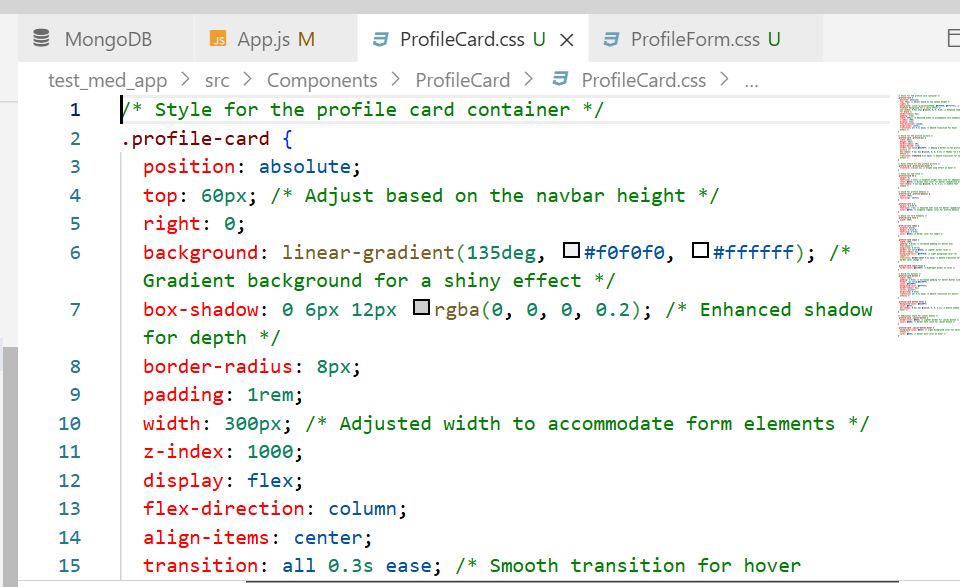 MongoDB JS App.js M ProfileCard.css U ProfileForm.css U
test_med_app > src > Components > ProfileCard > ProfileCard.css > ...
1 /* Style for the profile card container */
2 .profile-card {
3 position: absolute;
4 top: 60px; /* Adjust based on the navbar height */
5 right: 0;
6 background: linear-gradient(135deg, #f0f0f0, #ffffff); /*
Gradient background for a shiny effect */
7 box-shadow: 0 6px 12px rgba(0, 0, 0, 0.2); /* Enhanced shadow
for depth */
8 border-radius: 8px;
9 padding: 1rem;
10 width: 300px; /* Adjusted width to accommodate form elements */
11 z-index: 1000;
12 display: flex;
13 flex-direction: column;
14 align-items: center;
15 transition: all 0.3s ease; /* Smooth transition for hover